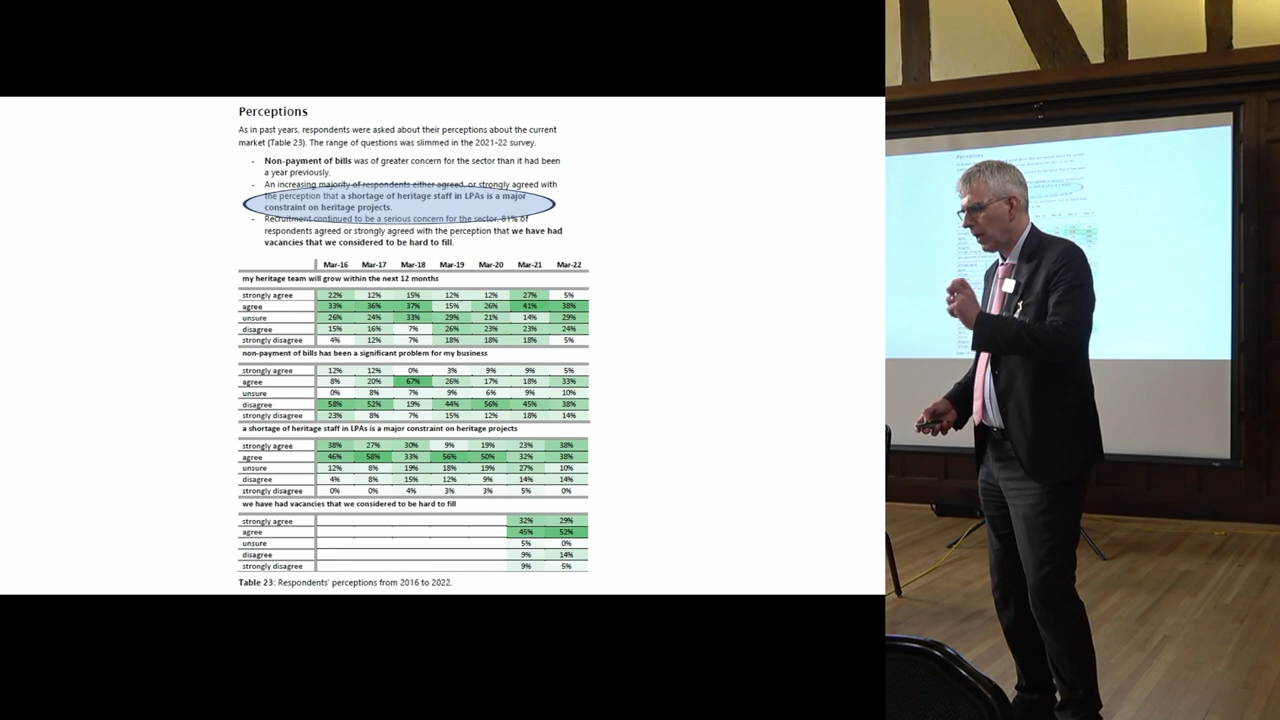 Perceptions
As in past years, respondents were asked about their perceptions about the current
market (Table 23). The range of questions was slimmed in the 2021-22 survey.
- Non-payment of bills was of greater concern for the sector than it had been
a year previously.
- An increasing majority of respondents either agreed, or strongly agreed with
the perception that a shortage of heritage staff in LPAs is a major
constraint on heritage projects.
- Recruitment continued to be a serious concern for the sector. 81% of
respondents agreed or strongly agreed with the perception that we have had
vacancies that we considered to be hard to fill.
Mar-16 Mar-17 Mar-18 Mar-19 Mar-20 Mar-21 Mar-22
my heritage team will grow within the next 12 months
strongly agree 22% 12% 15% 12% 12% 27% 5%
agree 33% 36% 37% 15% 26% 41% 38%
unsure 26% 24% 33% 29% 21% 14% 29%
disagree 15% 16% 7% 26% 23% 23% 24%
strongly disagree 4% 12% 7% 18% 18% 18% 5%
non-payment of bills has been a significant problem for my business
strongly agree 12% 12% 0% 3% 9% 9% 5%
agree 8% 20% 67% 26% 17% 18% 33%
unsure 0% 8% 7% 9% 6% 9% 10%
disagree 58% 52% 19% 44% 56% 45% 38%
strongly disagree 23% 8% 7% 15% 12% 18% 14%
a shortage of heritage staff in LPAs is a major constraint on heritage projects
strongly agree 38% 27% 30% 9% 19% 23% 38%
agree 46% 58% 33% 56% 50% 32% 38%
unsure 12% 8% 19% 18% 19% 27% 10%
disagree 4% 8% 15% 12% 9% 14% 14%
strongly disagree 0% 0% 4% 3% 3% 5% 0%
we have had vacancies that we considered to be hard to fill
strongly agree 32% 29%
agree 45% 52%
unsure 5% 0%
disagree 9% 14%
strongly disagree 9% 5%
Table 23: Respondents' perceptions from 2016 to 2022.
Perceptions